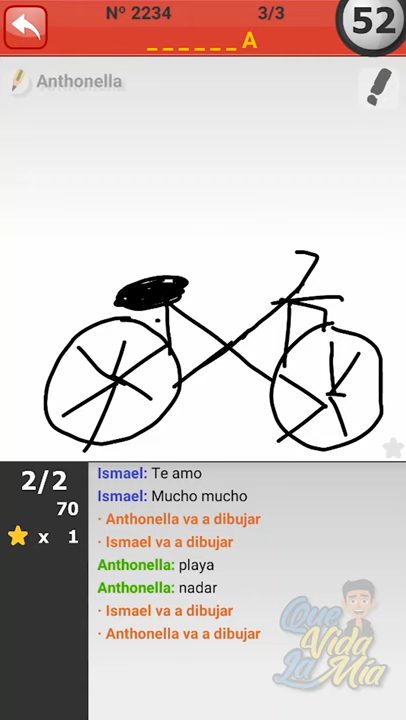 Nº 2234 3/3 52
_ _ _ _ _ _ A
Anthonella
2/2
70
x 1
Ismael: Te amo
Ismael: Mucho mucho
· Anthonella va a dibujar
· Ismael va a dibujar
Anthonella: playa
Anthonella: nadar
· Ismael va a dibujar
· Anthonella va a dibujar
Que
Vida
La
Mía